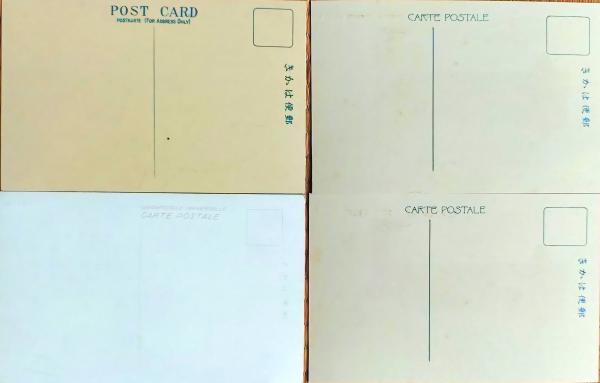 POST CARD
POSTKARTE (FOR ADDRESS ONLY)
きかは便郵
CARTE POSTALE
きかは便郵
CARTE POSTALE
CARTE POSTALE
きかは便郵